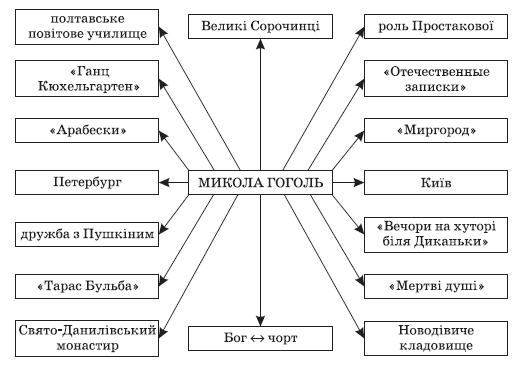 полтавське
повітове училище
Великі Сорочинці
роль Простакової
«Ганц
Кюхельгартен»
«Отечественные
записки»
«Арабески»
«Миргород»
Петербург
МИКОЛА ГОГОЛЬ
Київ
дружба з Пушкіним
«Вечори на хуторі
біля Диканьки»
«Тарас Бульба»
«Мертві душі»
Свято-Данилівський
монастир
Бог ↔ чорт
Новодівиче
кладовище